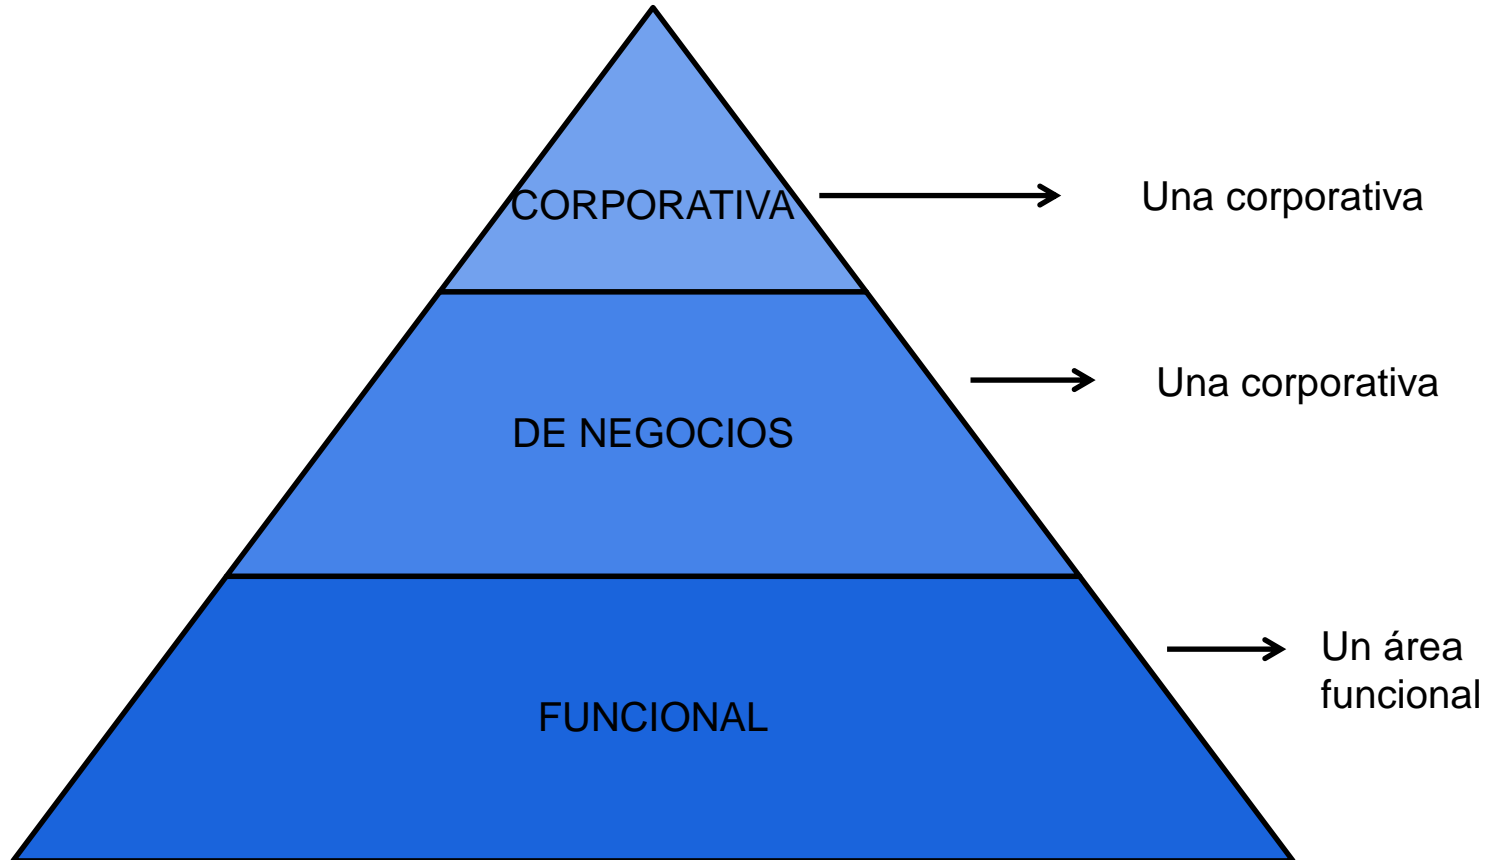 CORPORATIVA
Una corporativa
Una corporativa
DE NEGOCIOS
Un área
funcional
FUNCIONAL